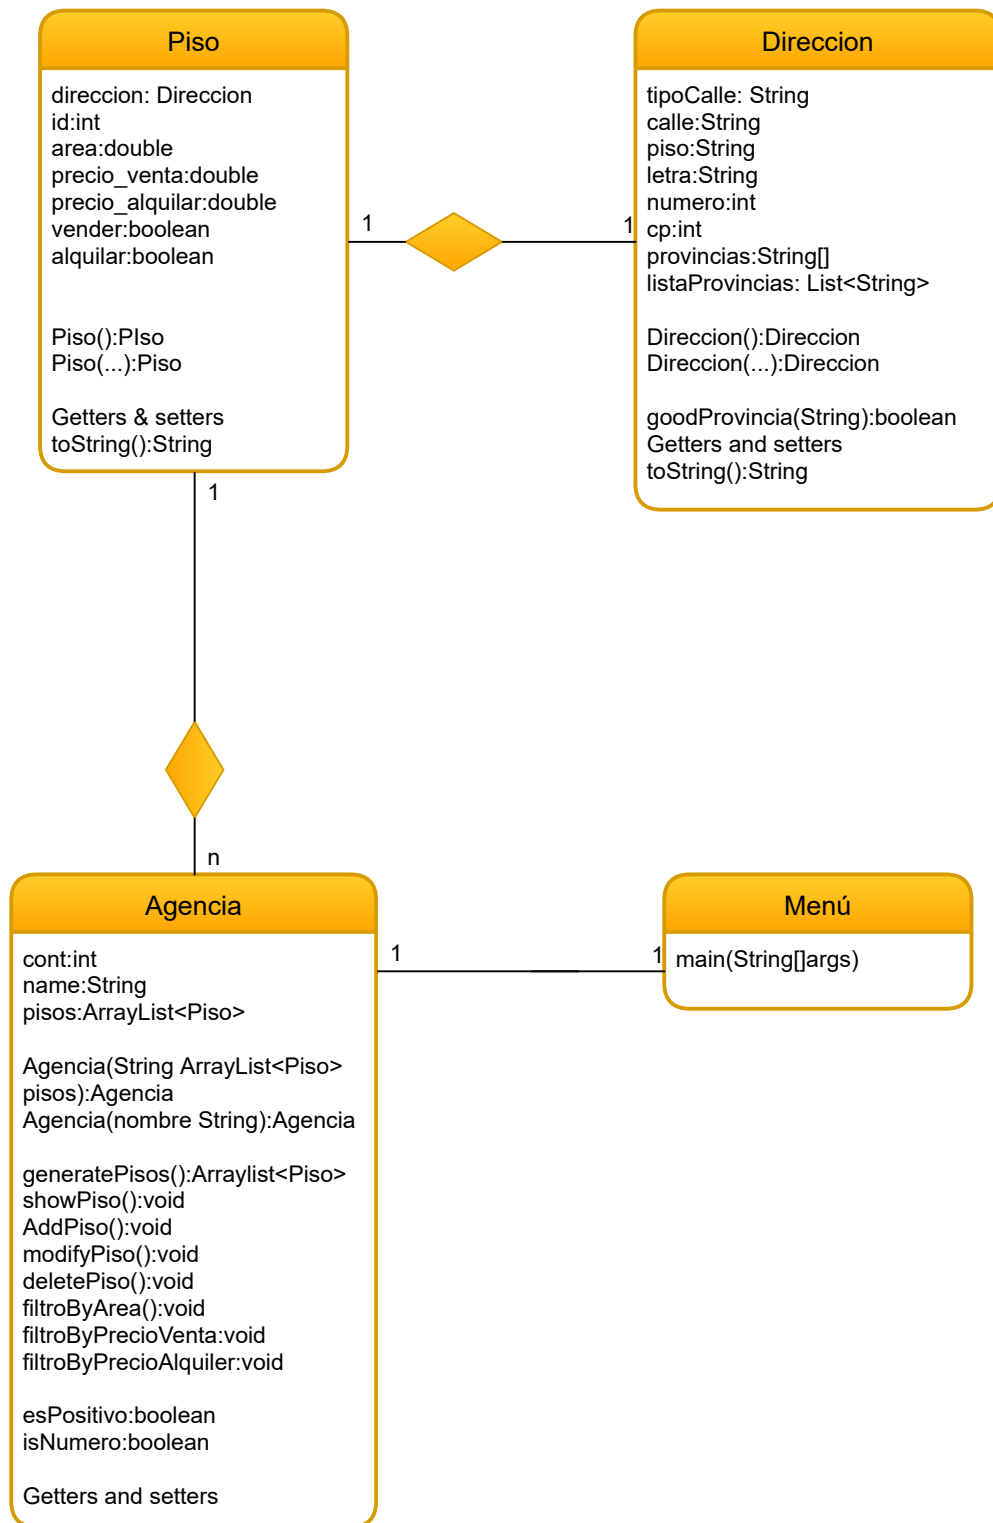 Piso
direccion: Direccion
id:int
area:double
precio_venta:double
precio_alquilar:double
vender:boolean
alquilar:boolean
Piso():PIso
Piso(...):Piso
Getters & setters
toString():String
1
1
Direccion
tipoCalle: String
calle:String
piso:String
letra:String
numero:int
cp:int
provincias:String[]
listaProvincias: List<String>
Direccion():Direccion
Direccion(...):Direccion
goodProvincia(String):boolean
Getters and setters
toString():String
1
n
Agencia
cont:int
name:String
pisos:ArrayList<Piso>
Agencia(String ArrayList<Piso>
pisos):Agencia
Agencia(nombre String):Agencia
generatePisos():Arraylist<Piso>
showPiso():void
AddPiso():void
modifyPiso():void
deletePiso():void
filtroByArea():void
filtroByPrecioVenta:void
filtroByPrecioAlquiler:void
esPositivo:boolean
isNumero:boolean
Getters and setters
1
1
Menú
main(String[]args)